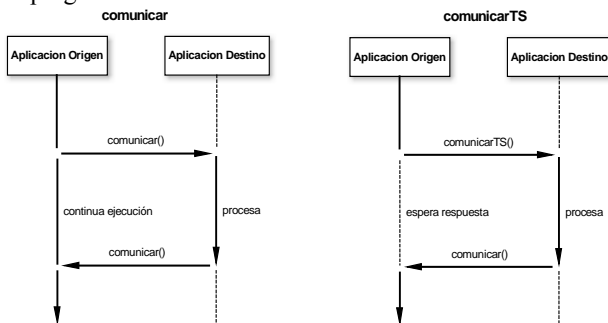 comunicar
Aplicacion Origen
Aplicacion Destino
comunicar()
continua ejecución
procesa
comunicar()
comunicarTS
Aplicacion Origen
Aplicacion Destino
comunicarTS()
espera respuesta
procesa
comunicar()